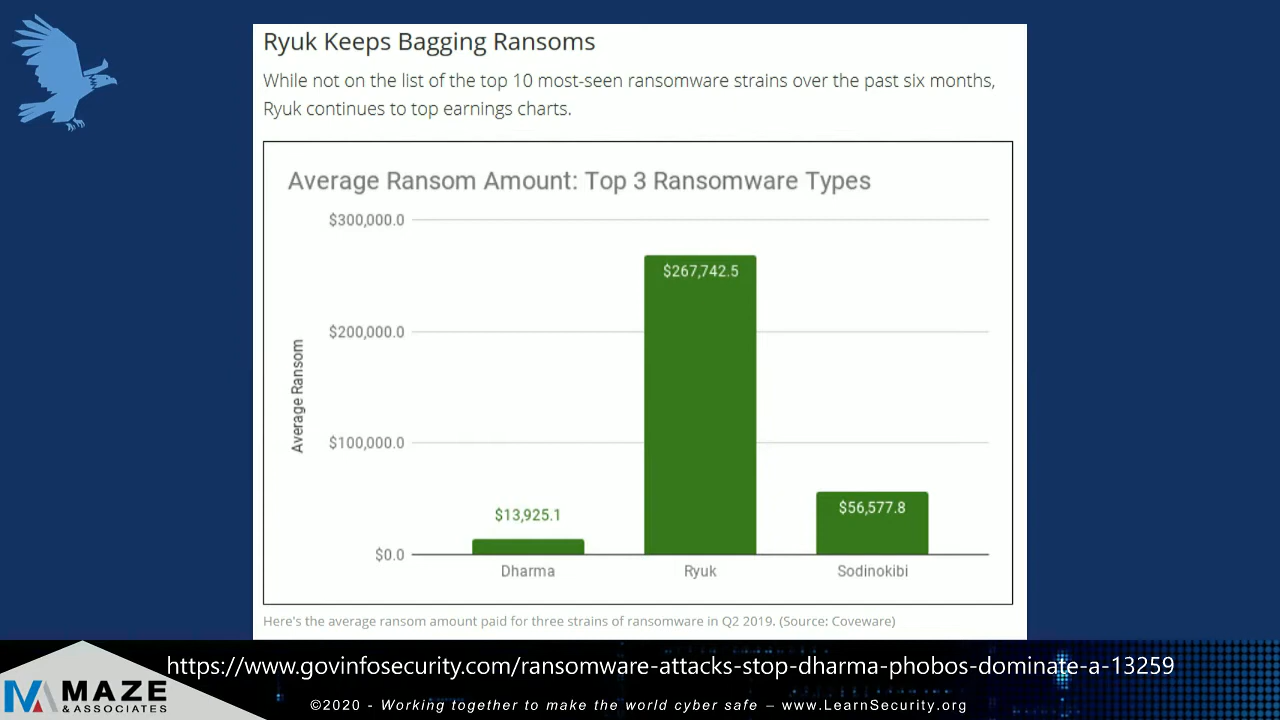 Ryuk Keeps Bagging Ransoms
While not on the list of the top 10 most-seen ransomware strains over the past six months,
Ryuk continues to top earnings charts.
Average Ransom Amount: Top 3 Ransomware Types
$300,000.0
$267,742.5
$200,000.0
Average Ransom
$100,000.0
$56,577.8
$13,925.1
$0.0
Dharma Ryuk Sodinokibi
Here's the average ransom amount paid for three strains of ransomware in Q2 2019. (Source: Coveware)
https://www.govinfosecurity.com/ransomware-attacks-stop-dharma-phobos-dominate-a-13259
MAZE
& ASSOCIATES
©2020 - Working together to make the world cyber safe – www.LearnSecurity.org